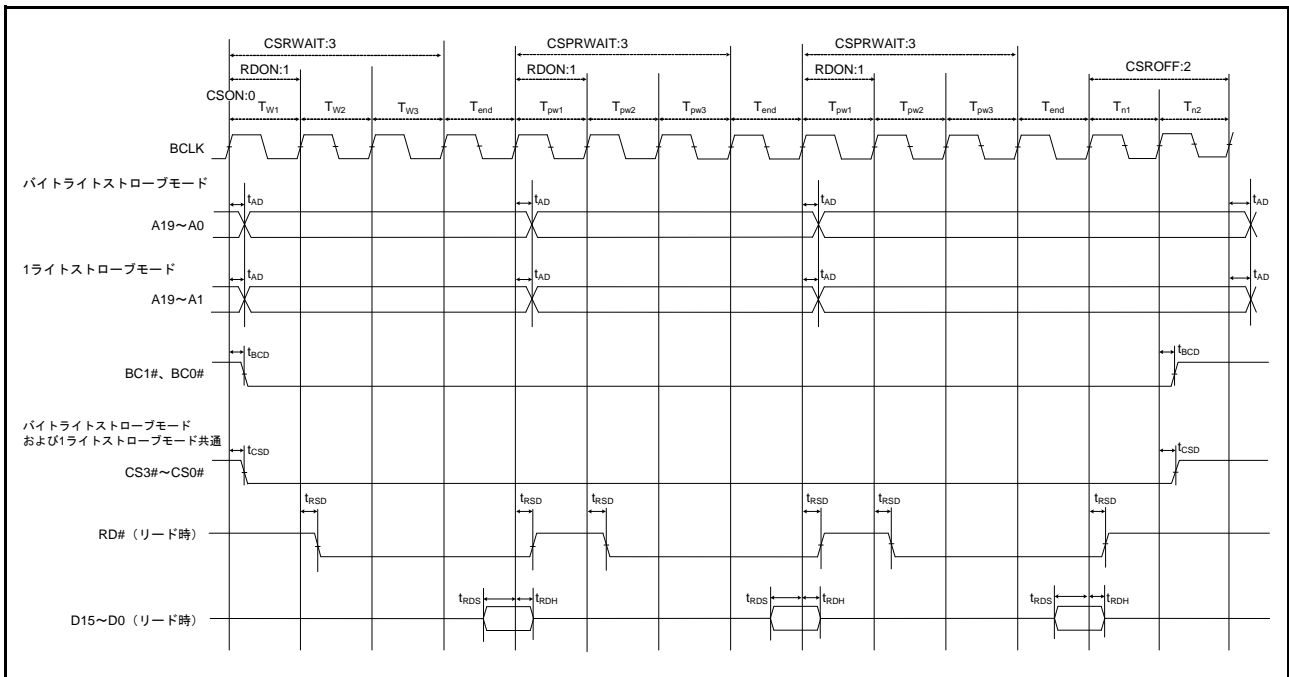 CSRWAIT:3 CSPRWAIT:3 CSPRWAIT:3
RDON:1 RDON:1 RDON:1 CSROFF:2
CSON:0
TW1 TW2 TW3 Tend Tpw1 Tpw2 Tpw3 Tend Tpw1 Tpw2 Tpw3 Tend Tn1 Tn2
BCLK
バイトライトストローブモード
tAD tAD tAD tAD
A19～A0
1ライトストローブモード
tAD tAD tAD tAD
A19～A1
tBCD tBCD
BC1#、BC0#
バイトライトストローブモード
および1ライトストローブモード共通
tCSD tCSD
CS3#～CS0#
tRSD tRSD tRSD tRSD tRSD tRSD
RD#（リード時）
tRDS tRDH tRDS tRDH tRDS tRDH
D15～D0（リード時）